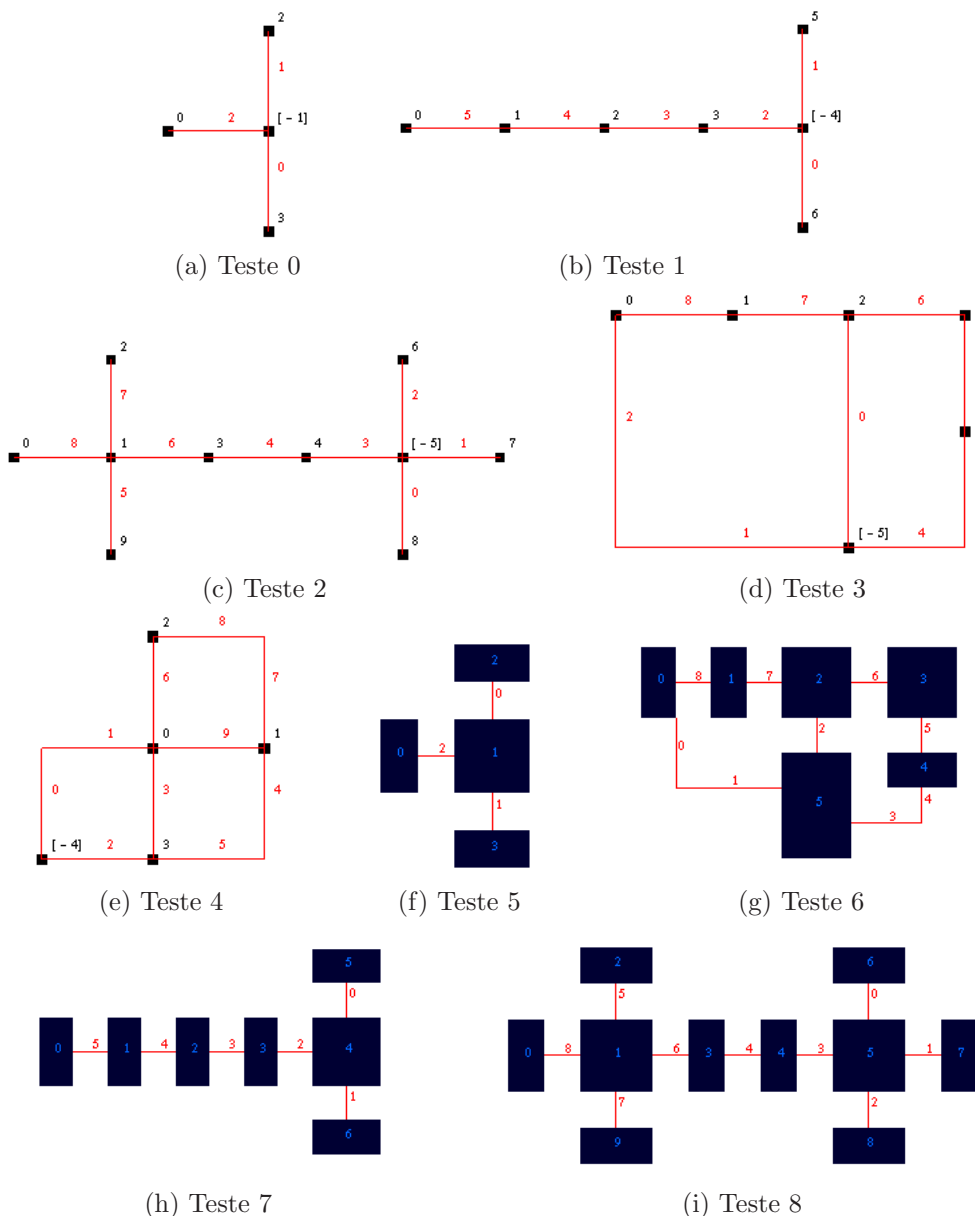 2
5
1
1
0 2 [ - 1]
0 5 1 4 2 3 3 2 [ - 4]
0
0
3
6
(a) Teste 0
(b) Teste 1
0 8 1 7 2 6
2 6
7 2
2 0
0 8 1 6 3 4 4 3 [ - 5] 1 7
5 0
9 8
1 [ - 5] 4
(c) Teste 2
(d) Teste 3
2 8
6 7
1 0 9 1
0 3 4
[ - 4] 2 3 5
2
0
0 2 1
1
3
0 8 1 7 2 6 3
0 2 5
4
1 5 3 4
(e) Teste 4
(f) Teste 5
(g) Teste 6
5
0
0 5 1 4 2 3 3 2 4
1
6
2 6
5 0
0 8 1 6 3 4 4 3 5 1 7
7 2
9 8
(h) Teste 7
(i) Teste 8